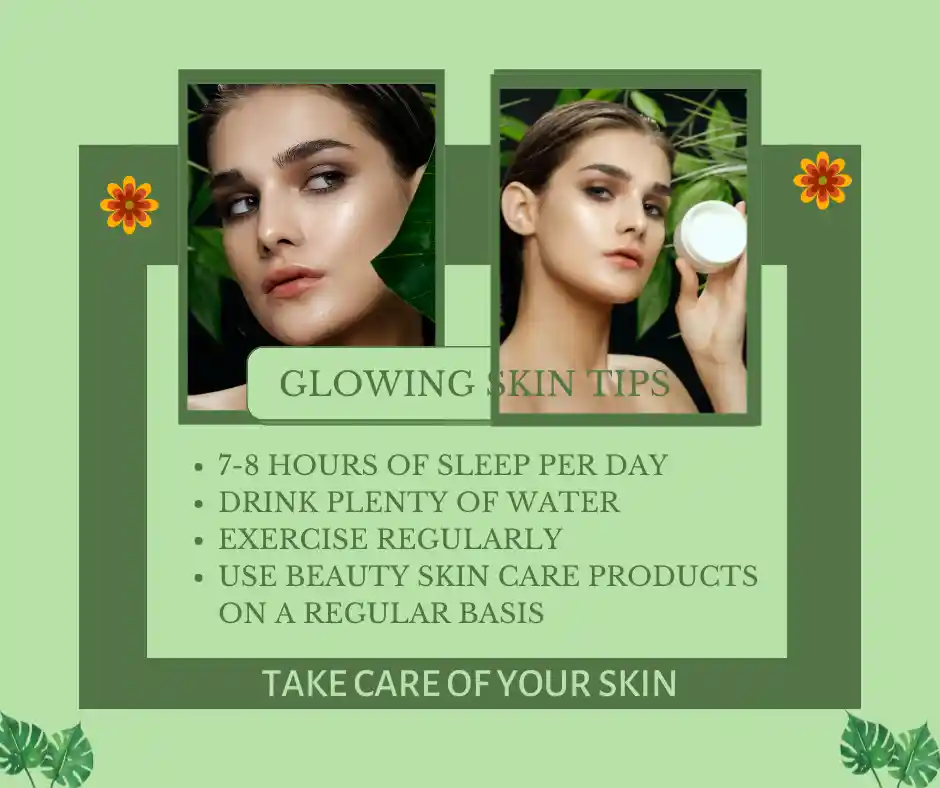 GLOWING SKIN TIPS
• 7-8 HOURS OF SLEEP PER DAY
• DRINK PLENTY OF WATER
• EXERCISE REGULARLY
• USE BEAUTY SKIN CARE PRODUCTS
ON A REGULAR BASIS
TAKE CARE OF YOUR SKIN